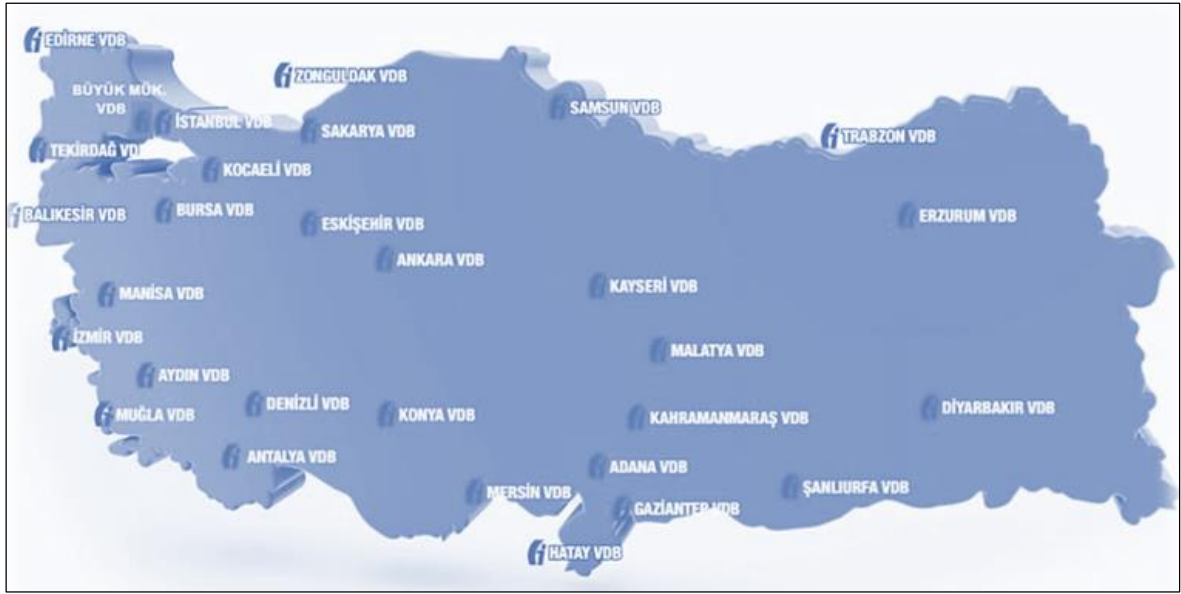 EDİRNE VDB
ZONGULDAK VDB
BÜYÜK MÜK.
VDB
İSTANBUL VDB
SAKARYA VDB
SAMSUN VDB
TRABZON VDB
TEKİRDAĞ VDB
KOCAELİ VDB
BALIKESİR VDB
BURSA VDB
ESKİŞEHİR VDB
ERZURUM VDB
ANKARA VDB
KAYSERİ VDB
MANİSA VDB
İZMİR VDB
MALATYA VDB
AYDIN VDB
DENİZLİ VDB
MUĞLA VDB
KONYA VDB
KAHRAMANMARAŞ VDB
DİYARBAKIR VDB
ANTALYA VDB
ADANA VDB
MERSİN VDB
ŞANLIURFA VDB
GAZİANTEP VDB
HATAY VDB